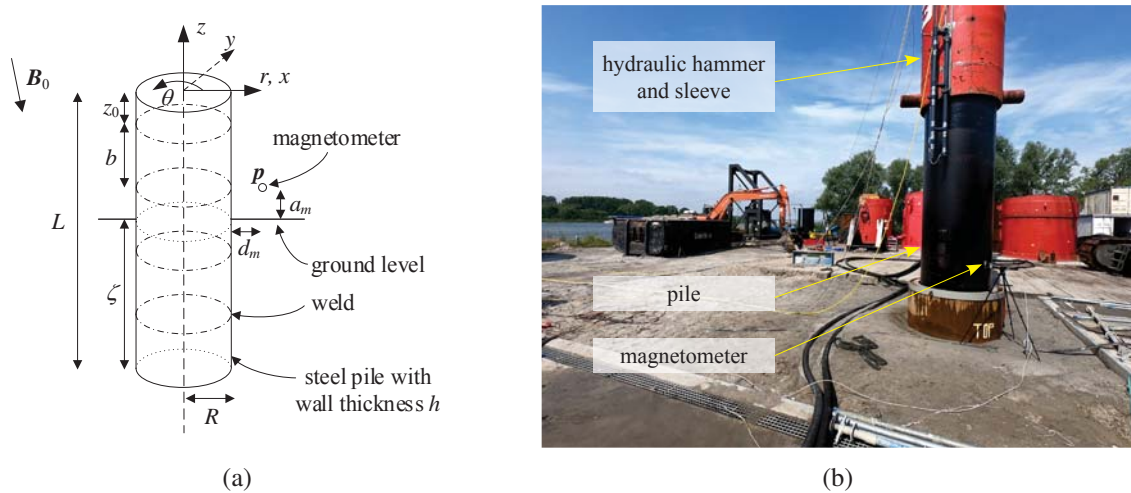 z
y
B₀
r, x
θ
z₀
magnetometer
b
p
aₘ
L
dₘ
ground level
ζ
weld
steel pile with
wall thickness h
R
(a)
hydraulic hammer
and sleeve
pile
magnetometer
TOP
(b)